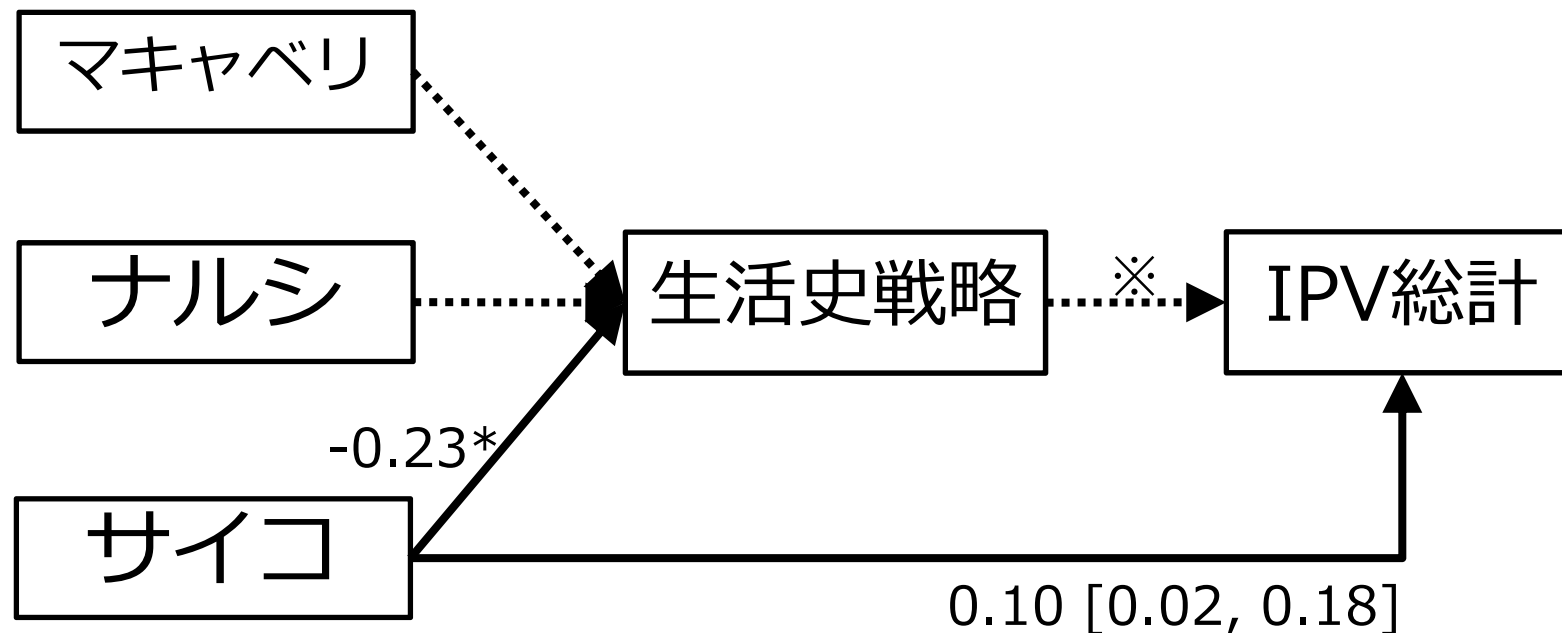 マキャベリ
ナルシ
生活史戦略
※
IPV総計
-0.23*
サイコ
0.10 [0.02, 0.18]